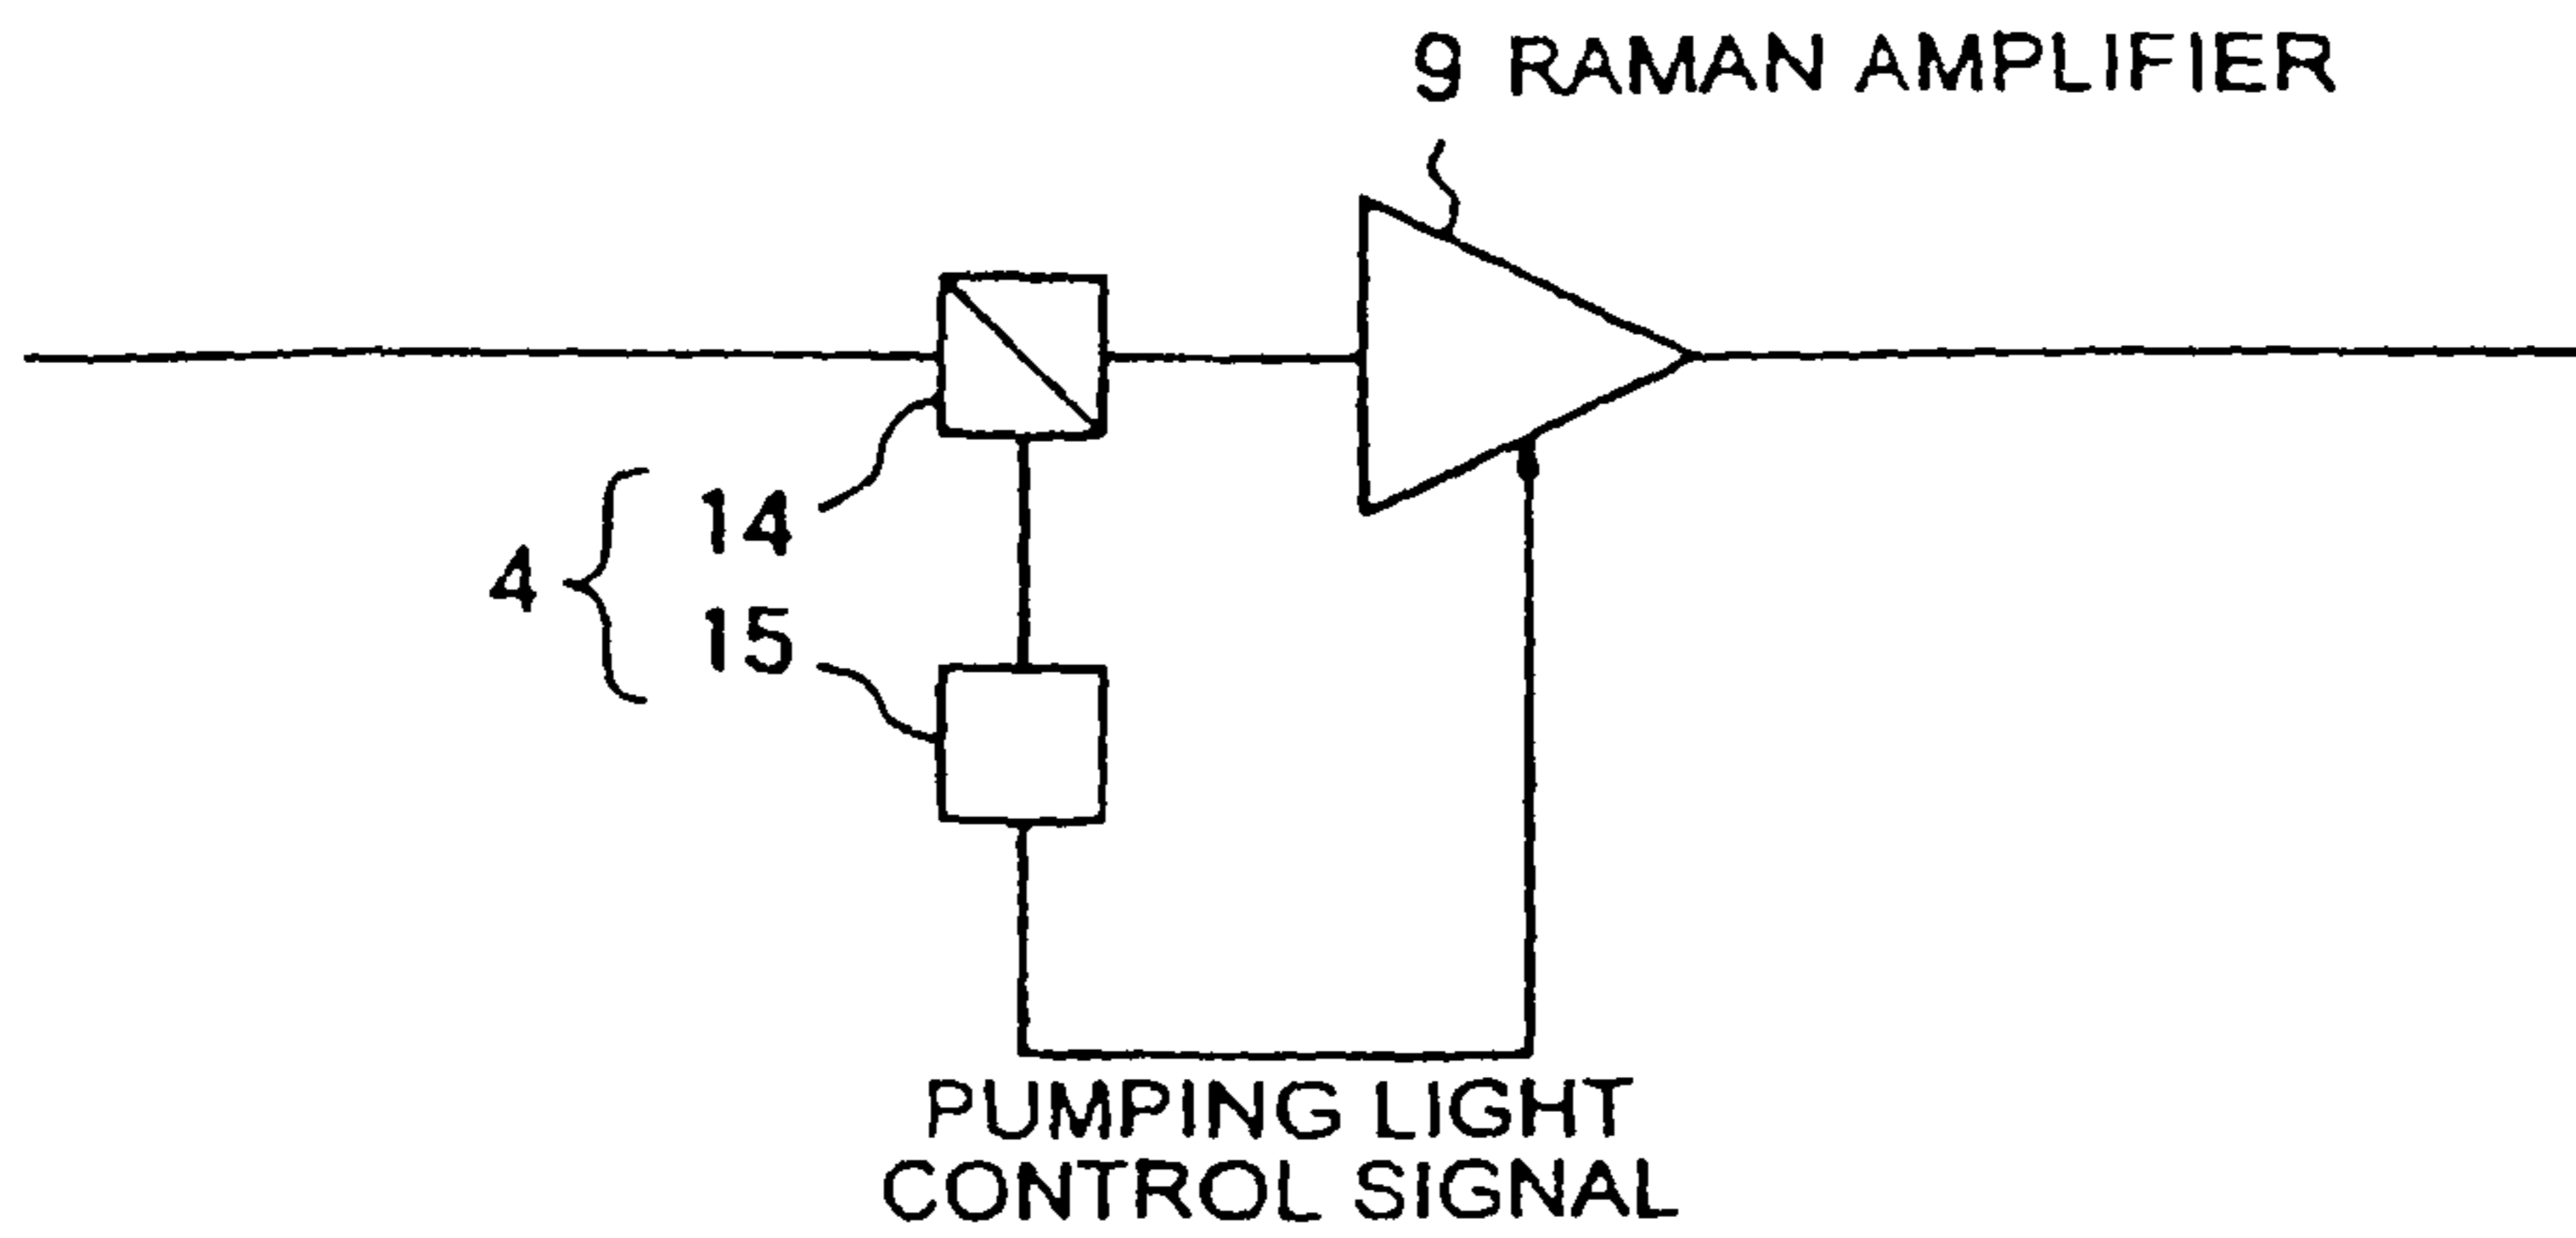 9 RAMAN AMPLIFIER
14
4
15
PUMPING LIGHT
CONTROL SIGNAL